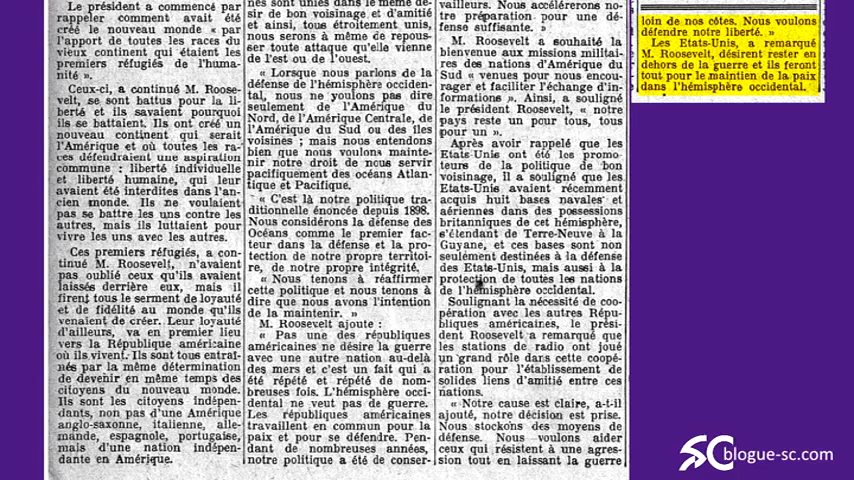 Le président a commencé par
rappeler comment avait été
créé le nouveau monde « par
l'apport de toutes les races du
vieux continent qui étaient les
premiers réfugiés de l'huma-
nité ».
Ceux-ci, a continué M. Roose-
velt, se sont battus pour la li-
berté et ils savaient pourquoi
ils se battaient. Ils ont créé un
nouveau continent qui serait
l'Amérique et où toutes les ra-
ces défendraient une aspiration
commune : liberté individuelle
et liberté humaine, qui leur
avaient été interdites dans l'an-
cien monde. Ils ne voulaient
pas se battre les uns contre les
autres, mais ils luttaient pour
vivre les uns avec les autres.
Ces premiers réfugiés, a con-
tinué M. Roosevelt, n'avaient
pas oublié ceux qu'ils avaient
laissés derrière eux, mais il
firent tous le serment de loyauté
et de fidélité au monde qu'ils
venaient de créer. Leur loyauté
d'ailleurs, va en premier lieu
vers la République américaine
où ils vivent. Ils sont tous entraî-
nés par la même détermination
de devenir en même temps des
citoyens du nouveau monde.
Ils sont les citoyens indépen-
dants, non pas d'une Amérique
anglo-saxonne, italienne, alle-
mande, espagnole, portugaise,
mais d'une nation indépen-
dante en Amérique.
nes sont unies dans le même dé-
sir de bon voisinage et d'amitié
et ainsi, tous étroitement unis,
nous serons à même de repous-
ser toute attaque qu'elle vienne
de l'est ou de l'ouest.
« Lorsque nous parlons de la
défense de l'hémisphère occiden-
tal, nous ne voulons pas dire
seulement de l'Amérique du
Nord, de l'Amérique Centrale, de
l'Amérique du Sud ou des îles
voisines ; mais nous entendons
bien que nous voulons mainte-
nir notre droit de nous servir
pacifiquement des océans Atlan-
tique et Pacifique.
« C'est là notre politique tra-
ditionnelle énoncée depuis 1898.
Nous considérons la défense des
Océans comme le premier fac-
teur dans la défense et la pro-
tection de notre propre territoi-
re, de notre propre intégrité.
« Nous tenons à réaffirmer
cette politique et nous tenons à
dire que nous avons l'intention
de la maintenir. »
M. Roosevelt ajoute :
« Pas une des républiques
américaines ne désire la guerre
avec une autre nation au-delà
des mers et c'est un fait qui a
été répété et répété de nom-
breuses fois. L'hémisphère occi-
dental ne veut pas de guerre.
Les républiques américaines
travaillent en commun pour la
paix et pour se défendre. Pen-
dant de nombreuses années,
notre politique a été de conser-
vailleurs. Nous accélérerons no-
tre préparation pour une dé-
fense suffisante. »
M. Roosevelt a souhaité la
bienvenue aux missions militai-
res des nations d'Amérique du
Sud « venues pour nous encou-
rager et faciliter l'échange d'in-
formations ». Ainsi, a souligné
le président Roosevelt, « notre
pays reste un pour tous, tous
pour un ».
Après avoir rappelé que les
Etats-Unis ont été les promo-
teurs de la politique de bon
voisinage, il a souligné que les
Etats-Unis avaient récemment
acquis huit bases navales et
aériennes dans des possessions
britanniques de cet hémisphère,
s'élendant de Terre-Neuve à la
Guyane, et ces bases sont non
seulement destinées à la défense
des Etats-Unis, mais aussi à la
protection de toutes les nations
de l'hémisphère occidental.
Soulignant la nécessité de coo-
pération avec les autres Répu-
bliques américaines, le prési-
dent Roosevelt a remarqué que
les stations de radio ont joué
un grand rôle dans cette coopé-
ration pour l'établissement de
solides liens d'amitié entre ces
nations.
« Notre cause est claire, a-t-il
ajouté, notre décision est prise.
Nous stockons des moyens de
défense. Nous voulons aider
ceux qui résistent à une agres-
sion tout en laissant la guerre
loin de nos côtes. Nous voulons
défendre notre liberté. »
Les Etats-Unis, a remarqué
M. Roosevelt, désirent rester en
dehors de la guerre et ils feront
tout pour le maintien de la paix
dans l'hémisphère occidental.
SC blogue-sc.com